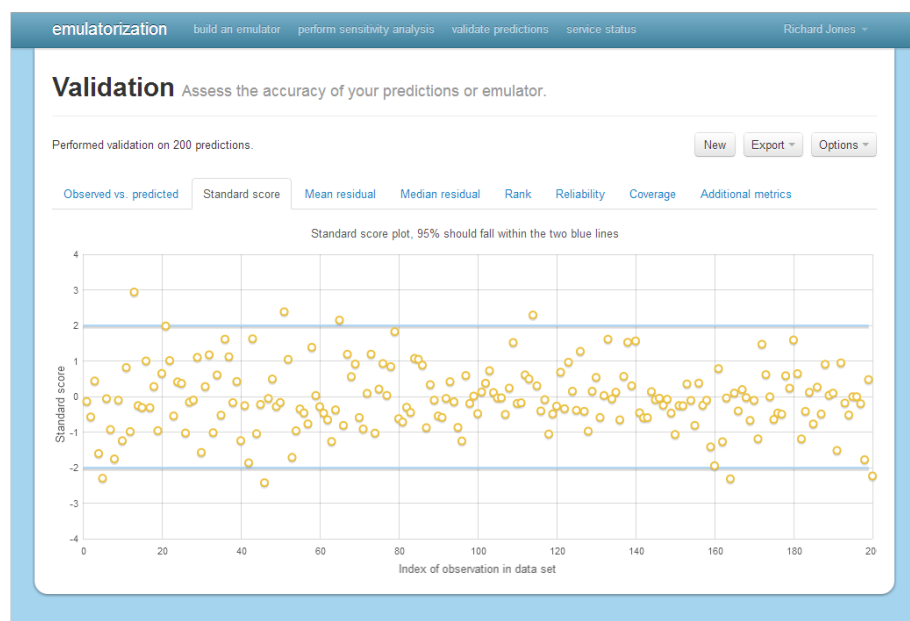 emulatorization build an emulator perform sensitivity analysis validate predictions service status Richard Jones
Validation Assess the accuracy of your predictions or emulator.
Performed validation on 200 predictions. New Export Options
Observed vs. predicted Standard score Mean residual Median residual Rank Reliability Coverage Additional metrics
Standard score plot, 95% should fall within the two blue lines
4
3
2
1
0
-1
-2
-3
-4
Standard score
0 20 40 60 80 100 120 140 160 180 20
Index of observation in data set